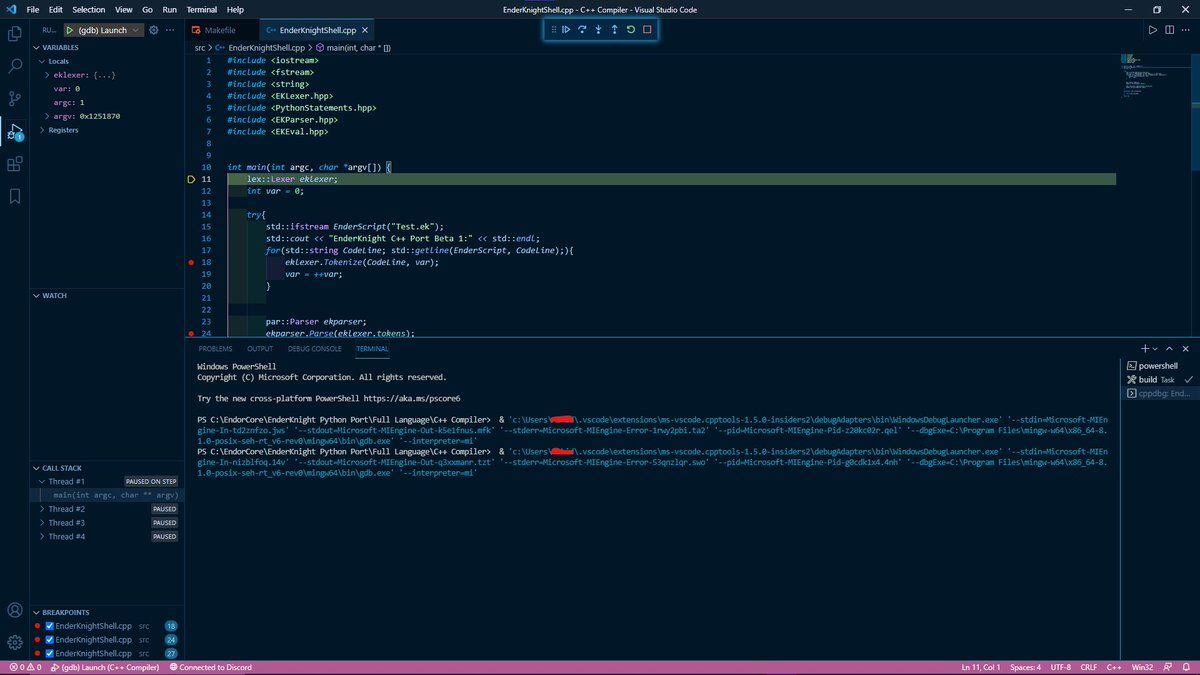 File Edit Selection View Go Run Terminal Help
EnderKnightShell.cpp - C++ Compiler - Visual Studio Code
RU... (gdb) Launch
Makefile
EnderKnightShell.cpp
src > EnderKnightShell.cpp > main(int, char * [])
VARIABLES
Locals
eklexer: {...}
var: 0
argc: 1
argv: 0x1251870
Registers
1 #include <iostream>
2 #include <fstream>
3 #include <string>
4 #include <EKLexer.hpp>
5 #include <PythonStatements.hpp>
6 #include <EKParser.hpp>
7 #include <EKEval.hpp>
8
9
10 int main(int argc, char *argv[]) {
11 lex::Lexer eklexer;
12 int var = 0;
13
14 try{
15 std::ifstream EnderScript("Test.ek");
16 std::cout << "EnderKnight C++ Port Beta 1:" << std::endl;
17 for(std::string CodeLine; std::getline(EnderScript, CodeLine);){
18 eklexer.Tokenize(CodeLine, var);
19 var = ++var;
20 }
21
22
23 par::Parser ekparser;
24 ekparser.Parse(eklexer.tokens);
WATCH
CALL STACK
Thread #1 PAUSED ON STEP
main(int argc, char ** argv)
Thread #2 PAUSED
Thread #3 PAUSED
Thread #4 PAUSED
BREAKPOINTS
EnderKnightShell.cpp src 18
EnderKnightShell.cpp src 24
EnderKnightShell.cpp src 27
PROBLEMS OUTPUT DEBUG CONSOLE TERMINAL
Windows PowerShell
Copyright (C) Microsoft Corporation. All rights reserved.
Try the new cross-platform PowerShell https://aka.ms/pscore6
PS C:\EndorCore\EnderKnight Python Port\Full Language\C++ Compiler> & 'c:\Users\ \.vscode\extensions\ms-vscode.cpptools-1.5.0-insiders2\debugAdapters\bin\WindowsDebugLauncher.exe' '--stdin=Microsoft-MIEn
gine-In-td2znfzo.jws' '--stdout=Microsoft-MIEngine-Out-k5e1fnus.mfk' '--stderr=Microsoft-MIEngine-Error-1rwy2pbi.ta2' '--pid=Microsoft-MIEngine-Pid-z20kc02r.qel' '--dbgExe=C:\Program Files\mingw-w64\x86_64-8.
1.0-posix-seh-rt_v6-rev0\mingw64\bin\gdb.exe' '--interpreter=mi'
PS C:\EndorCore\EnderKnight Python Port\Full Language\C++ Compiler> & 'c:\Users\ \.vscode\extensions\ms-vscode.cpptools-1.5.0-insiders2\debugAdapters\bin\WindowsDebugLauncher.exe' '--stdin=Microsoft-MIEn
gine-In-nizblfoq.14v' '--stdout=Microsoft-MIEngine-Out-q3xxmanr.tzt' '--stderr=Microsoft-MIEngine-Error-53qnzlqr.swo' '--pid=Microsoft-MIEngine-Pid-g0cdk1x4.4nh' '--dbgExe=C:\Program Files\mingw-w64\x86_64-8.
1.0-posix-seh-rt_v6-rev0\mingw64\bin\gdb.exe' '--interpreter=mi'
powershell
build Task
cppdbg: End...
0 0 (gdb) Launch (C++ Compiler) Connected to Discord
Ln 11, Col 1 Spaces: 4 UTF-8 CRLF C++ Win32